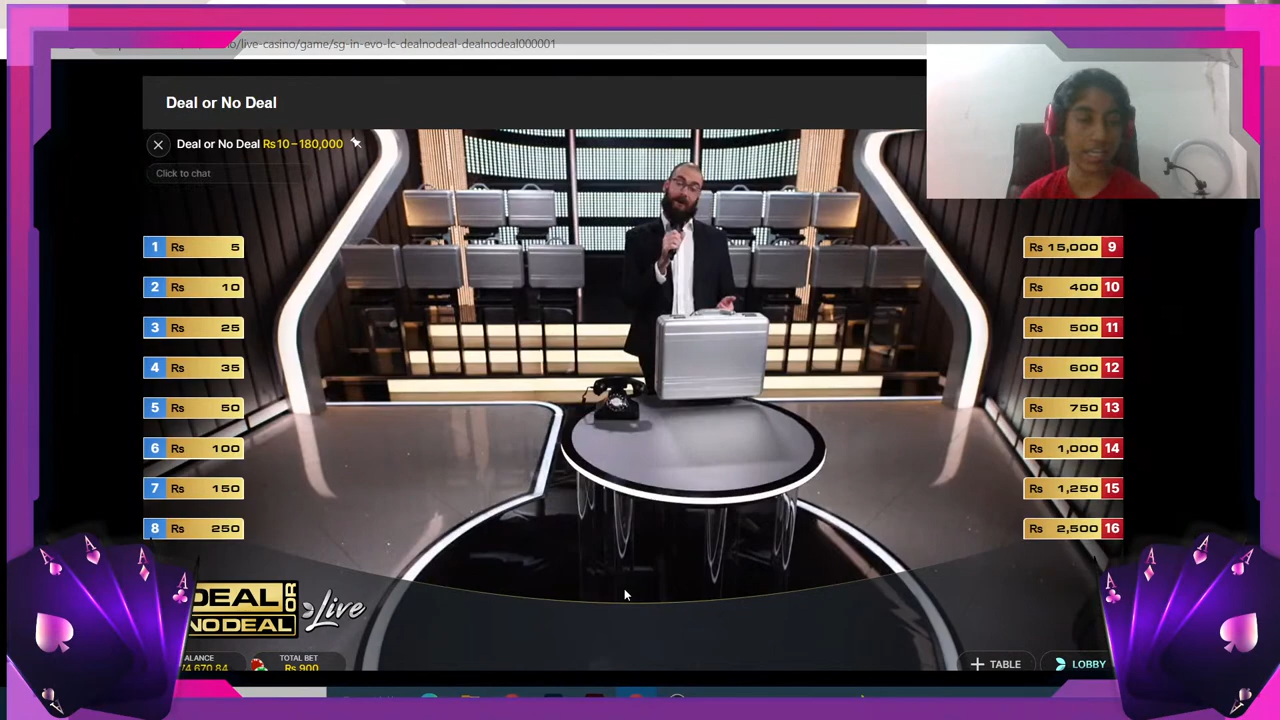 live-casino/game/sg-in-evo-lc-dealnodeal-dealnodeal000001
Deal or No Deal
Deal or No Deal Rs10–180,000
Click to chat
1 Rs 5
2 Rs 10
3 Rs 25
4 Rs 35
5 Rs 50
6 Rs 100
7 Rs 150
8 Rs 250
Rs 15,000 9
Rs 400 10
Rs 500 11
Rs 600 12
Rs 750 13
Rs 1,000 14
Rs 1,250 15
Rs 2,500 16
DEAL OR
NO DEAL
Live
TOTAL BET
Rs 900
TABLE
LOBBY